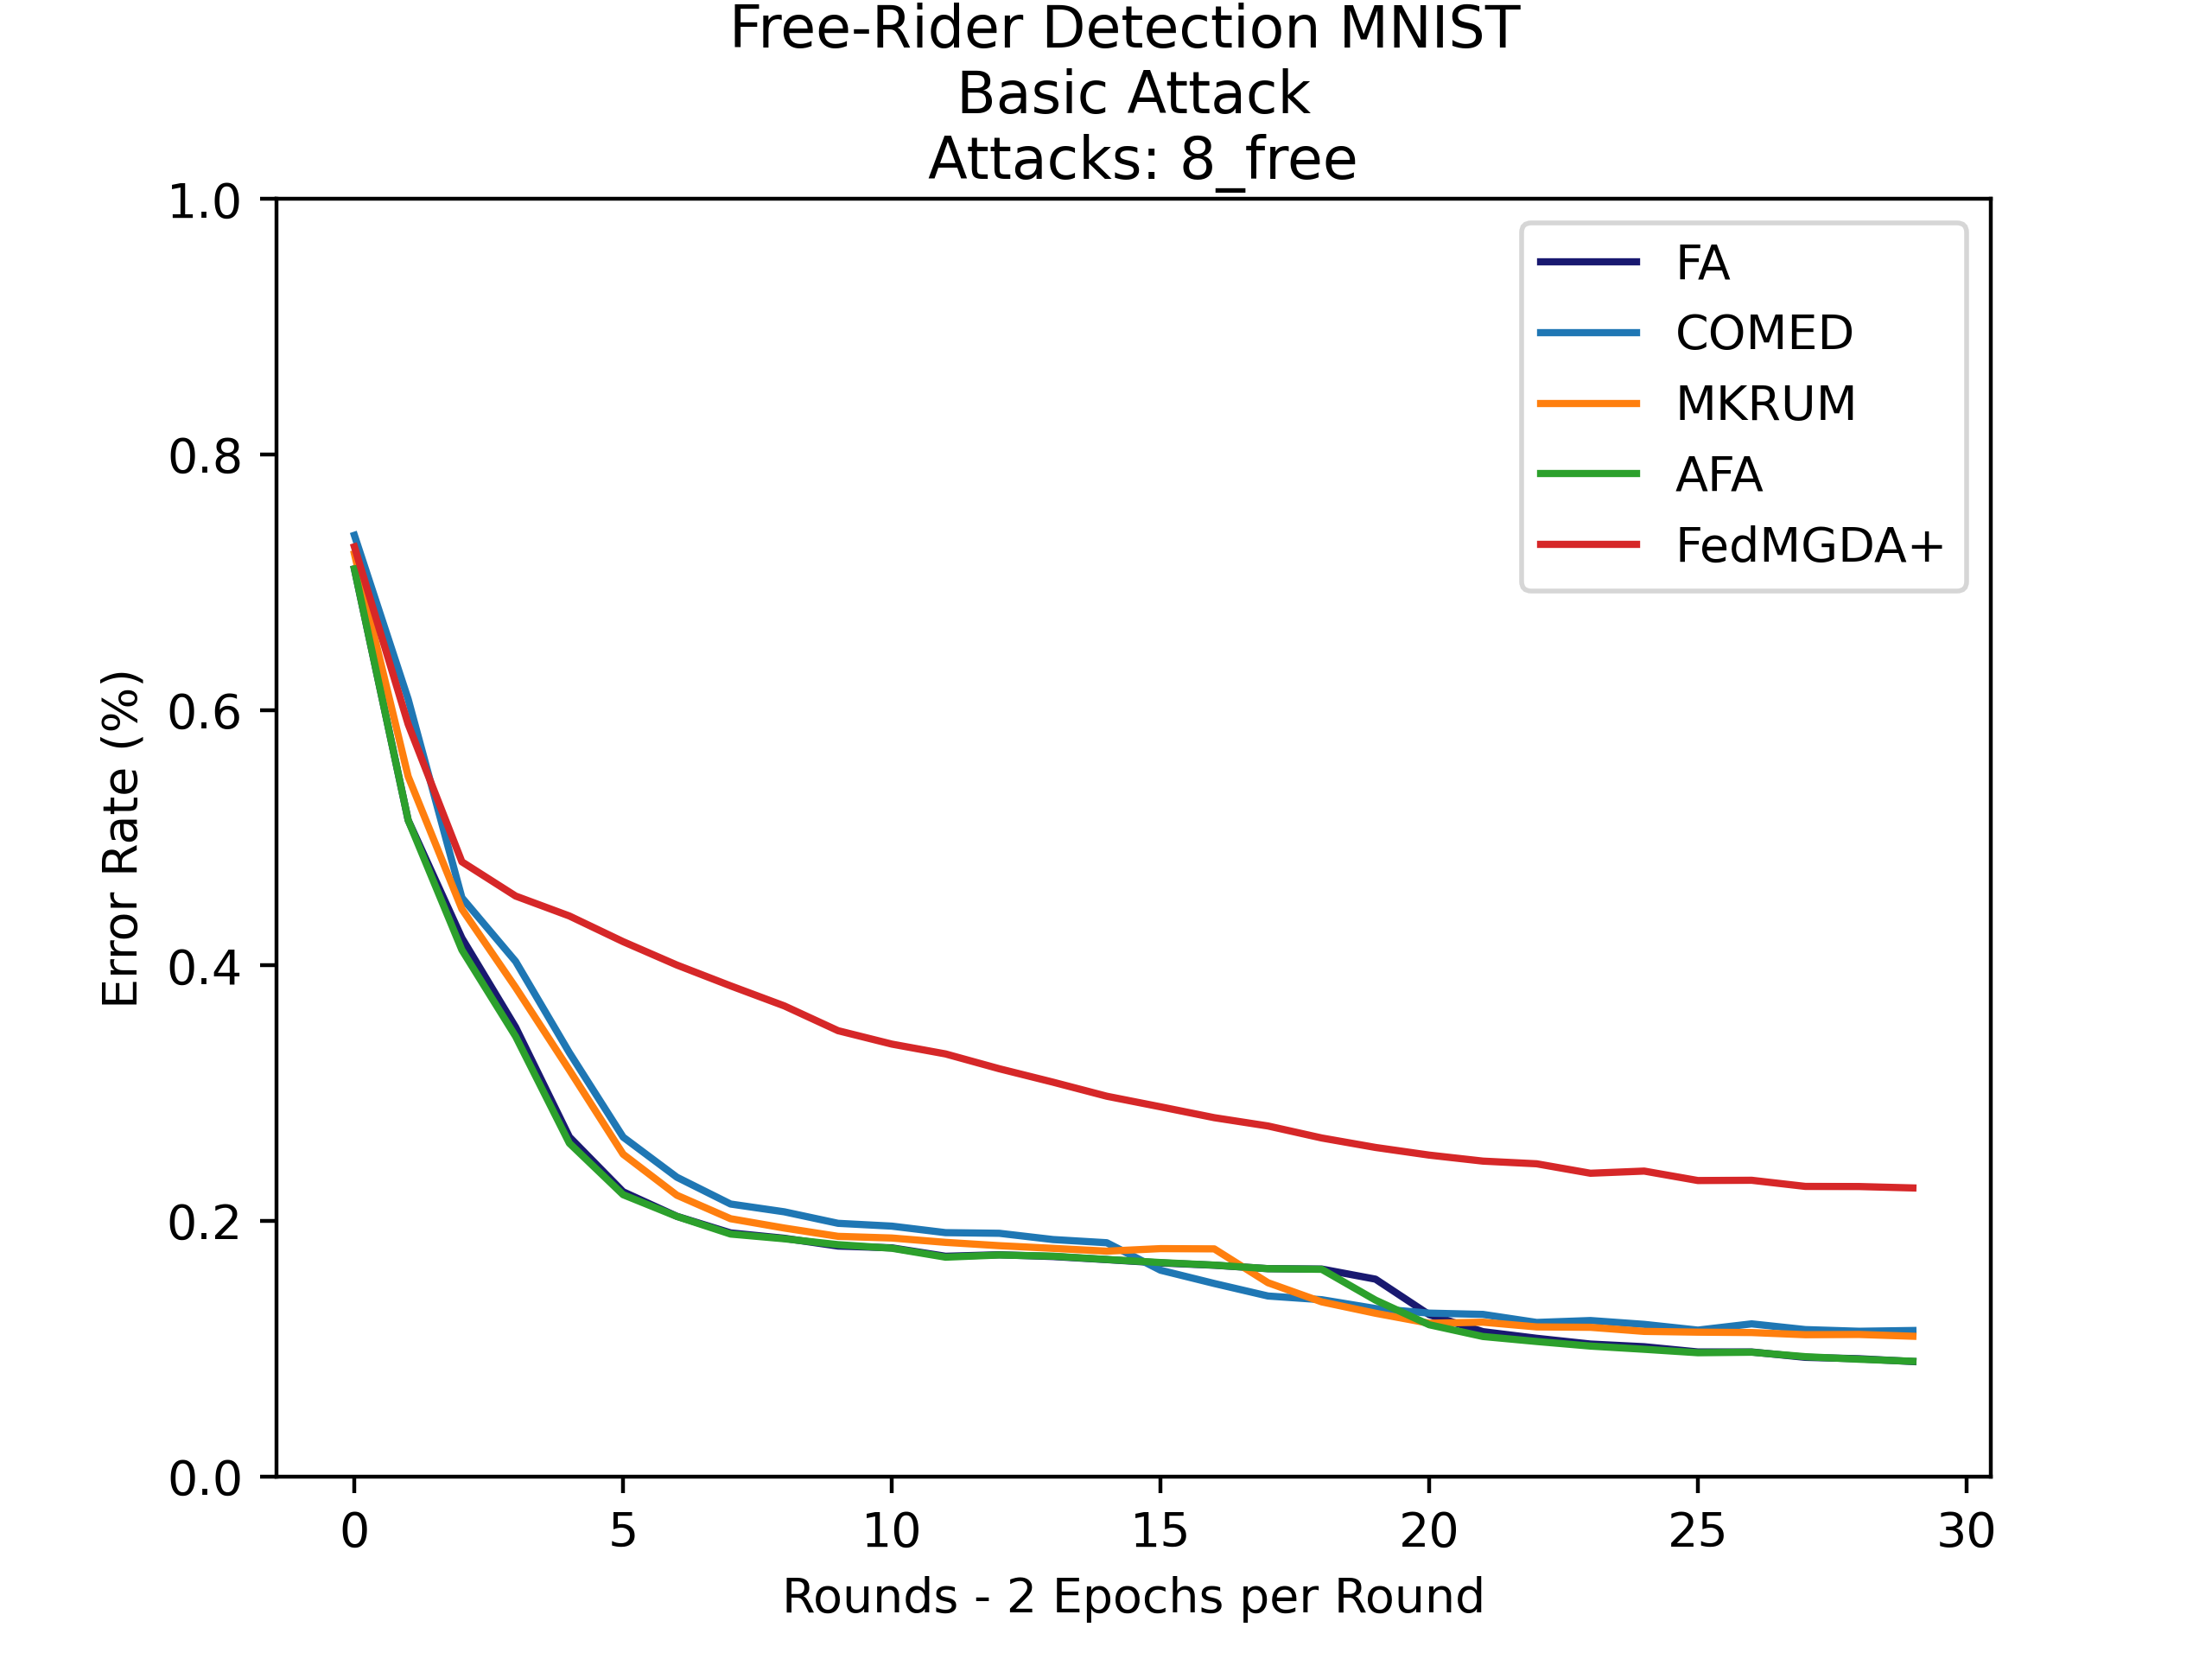 Free-Rider Detection MNIST
Basic Attack
Attacks: 8_free
1.0
0.8
0.6
0.4
0.2
0.0
Error Rate (%)
FA
COMED
MKRUM
AFA
FedMGDA+
0 5 10 15 20 25 30
Rounds - 2 Epochs per Round